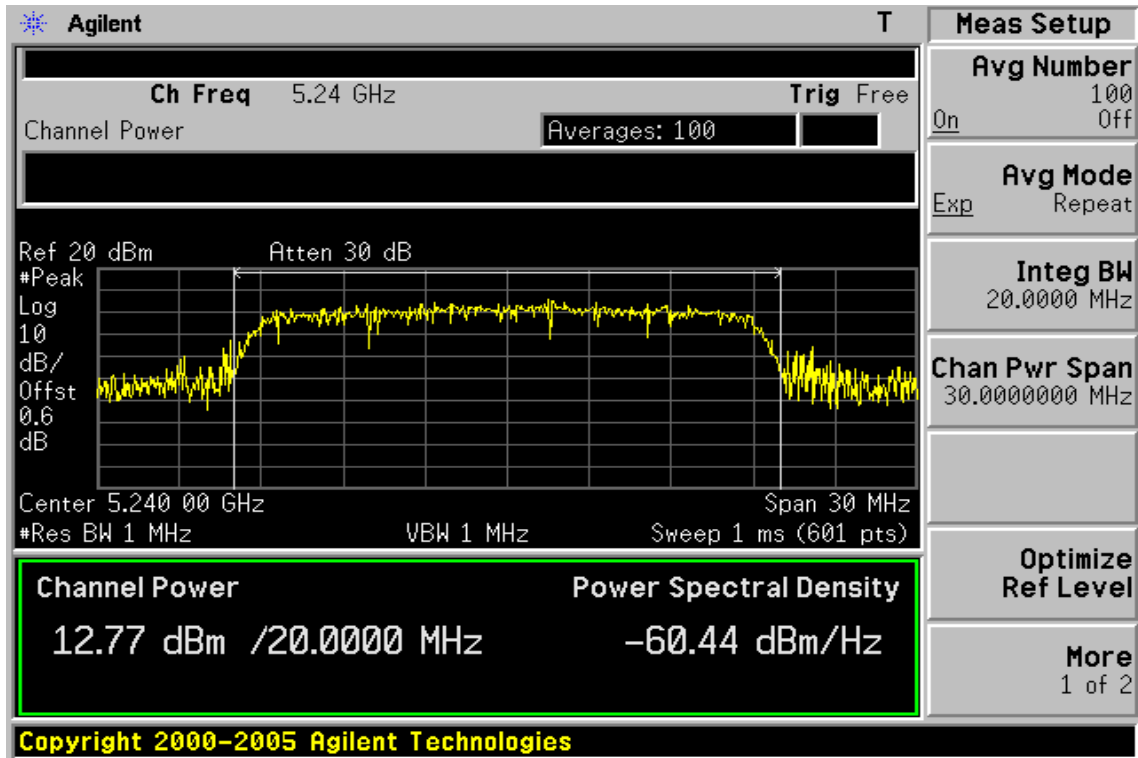 Agilent T
Ch Freq 5.24 GHz Trig Free
Channel Power Averages: 100
Ref 20 dBm Atten 30 dB
#Peak
Log
10
dB/
Offst
0.6
dB
Center 5.240 00 GHz Span 30 MHz
#Res BW 1 MHz VBW 1 MHz Sweep 1 ms (601 pts)
Channel Power Power Spectral Density
12.77 dBm /20.0000 MHz -60.44 dBm/Hz
Copyright 2000-2005 Agilent Technologies
Meas Setup
Avg Number
100
On Off
Avg Mode
Exp Repeat
Integ BW
20.0000 MHz
Chan Pwr Span
30.0000000 MHz
Optimize
Ref Level
More
1 of 2